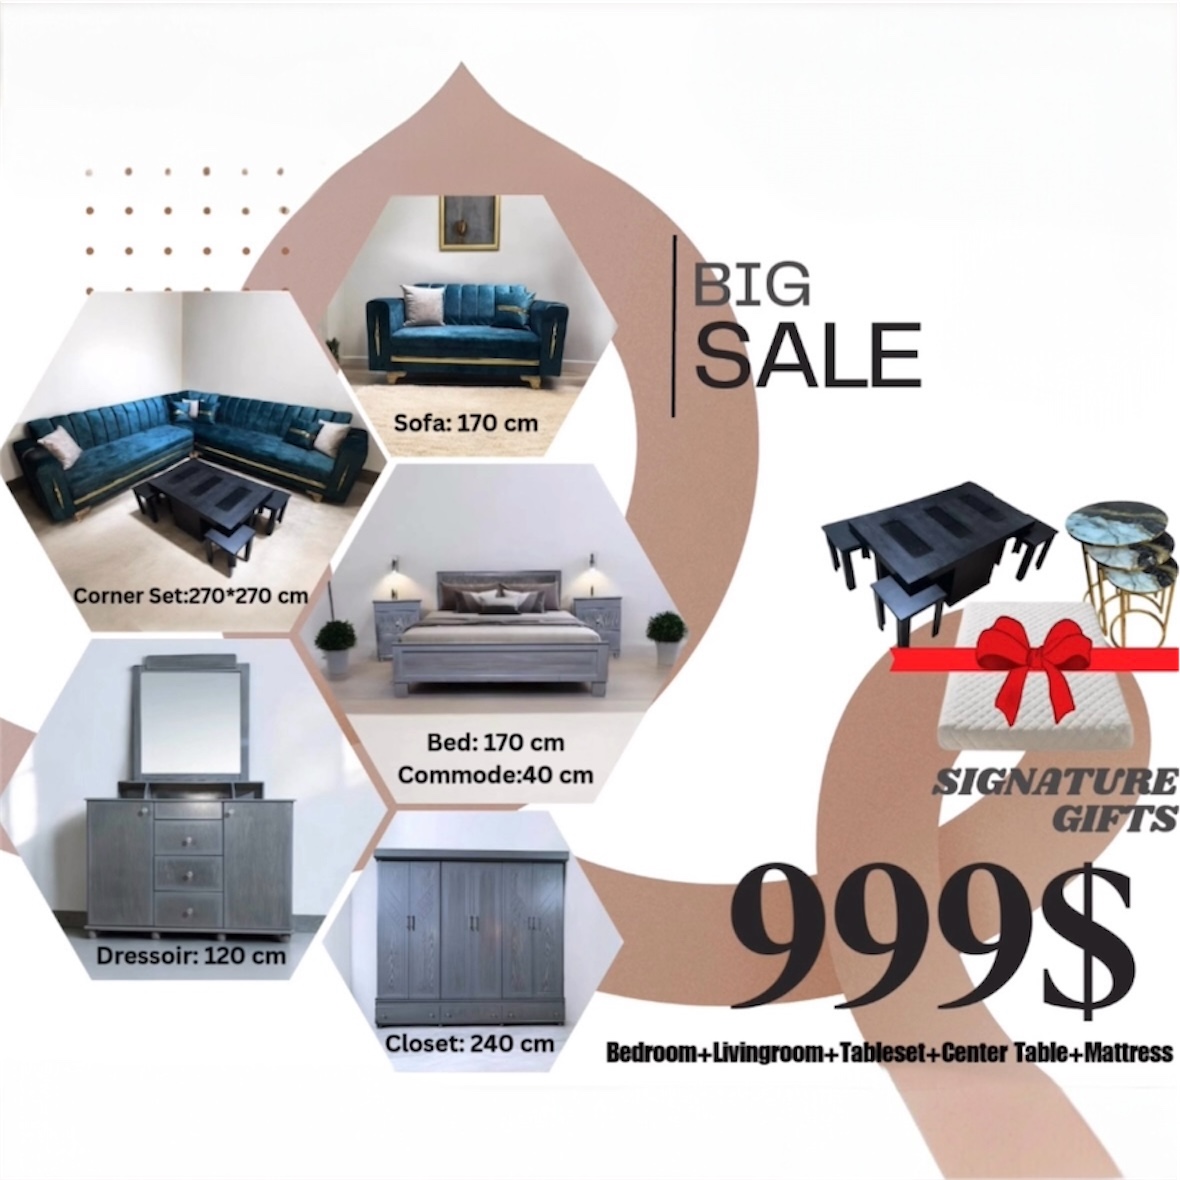 BIG
SALE
Sofa: 170 cm
Corner Set:270*270 cm
Bed: 170 cm
Commode:40 cm
Dressoir: 120 cm
Closet: 240 cm
SIGNATURE
GIFTS
999$
Bedroom+Livingroom+Tableset+Center Table+Mattress